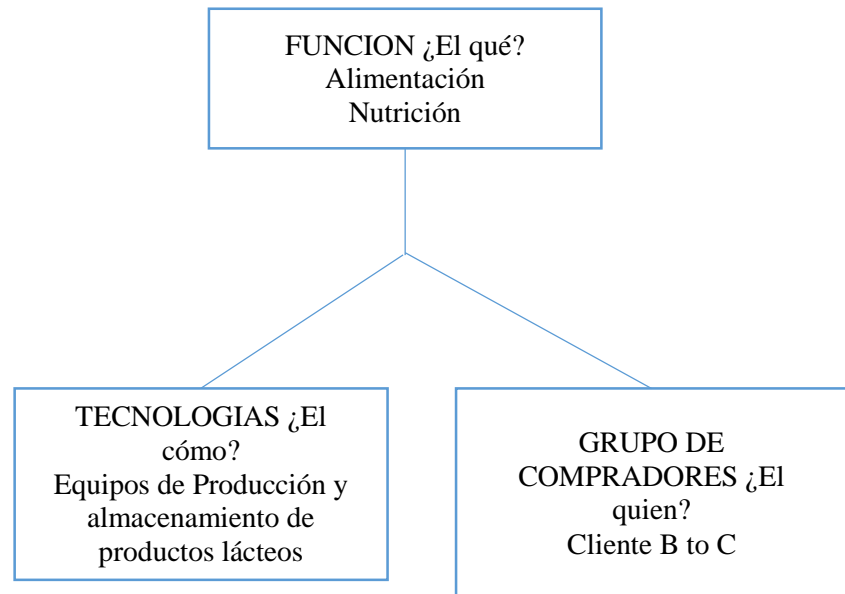 FUNCION ¿El qué?
Alimentación
Nutrición
TECNOLOGIAS ¿El
cómo?
Equipos de Producción y
almacenamiento de
productos lácteos
GRUPO DE
COMPRADORES ¿El
quien?
Cliente B to C